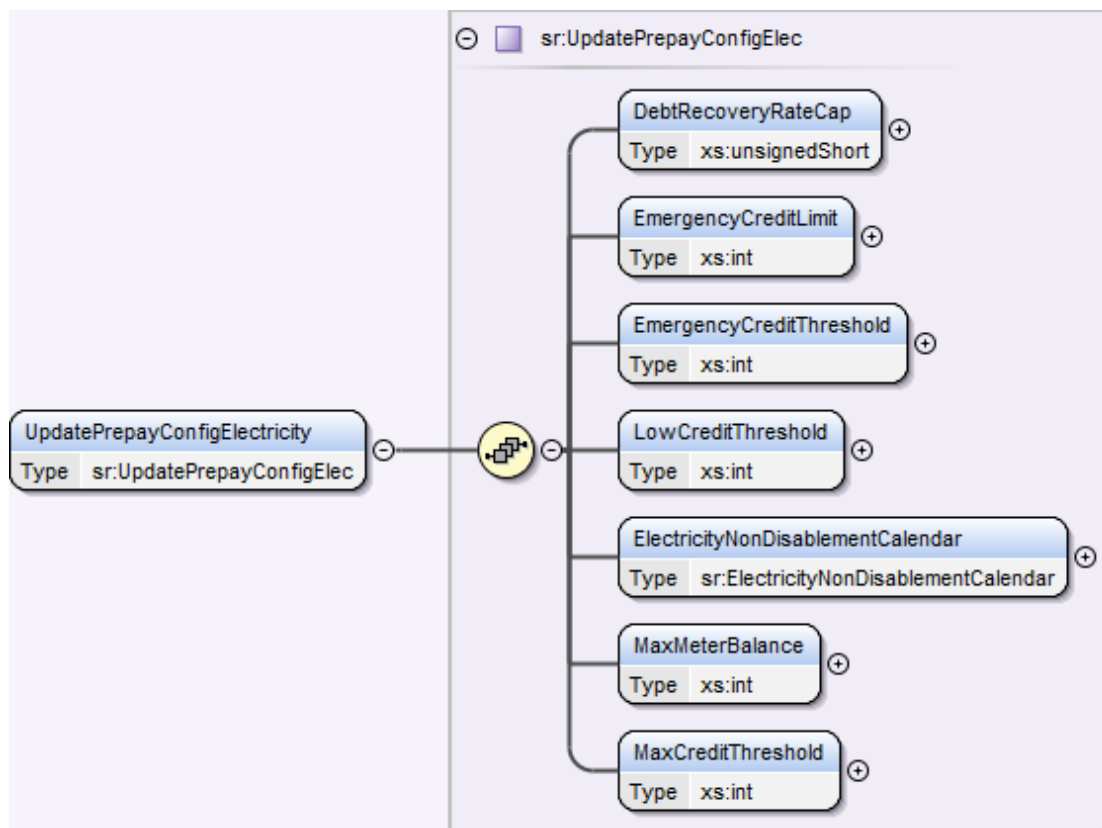 sr:UpdatePrepayConfigElec
DebtRecoveryRateCap
Type xs:unsignedShort
EmergencyCreditLimit
Type xs:int
EmergencyCreditThreshold
Type xs:int
UpdatePrepayConfigElectricity
Type sr:UpdatePrepayConfigElec
LowCreditThreshold
Type xs:int
ElectricityNonDisablementCalendar
Type sr:ElectricityNonDisablementCalendar
MaxMeterBalance
Type xs:int
MaxCreditThreshold
Type xs:int